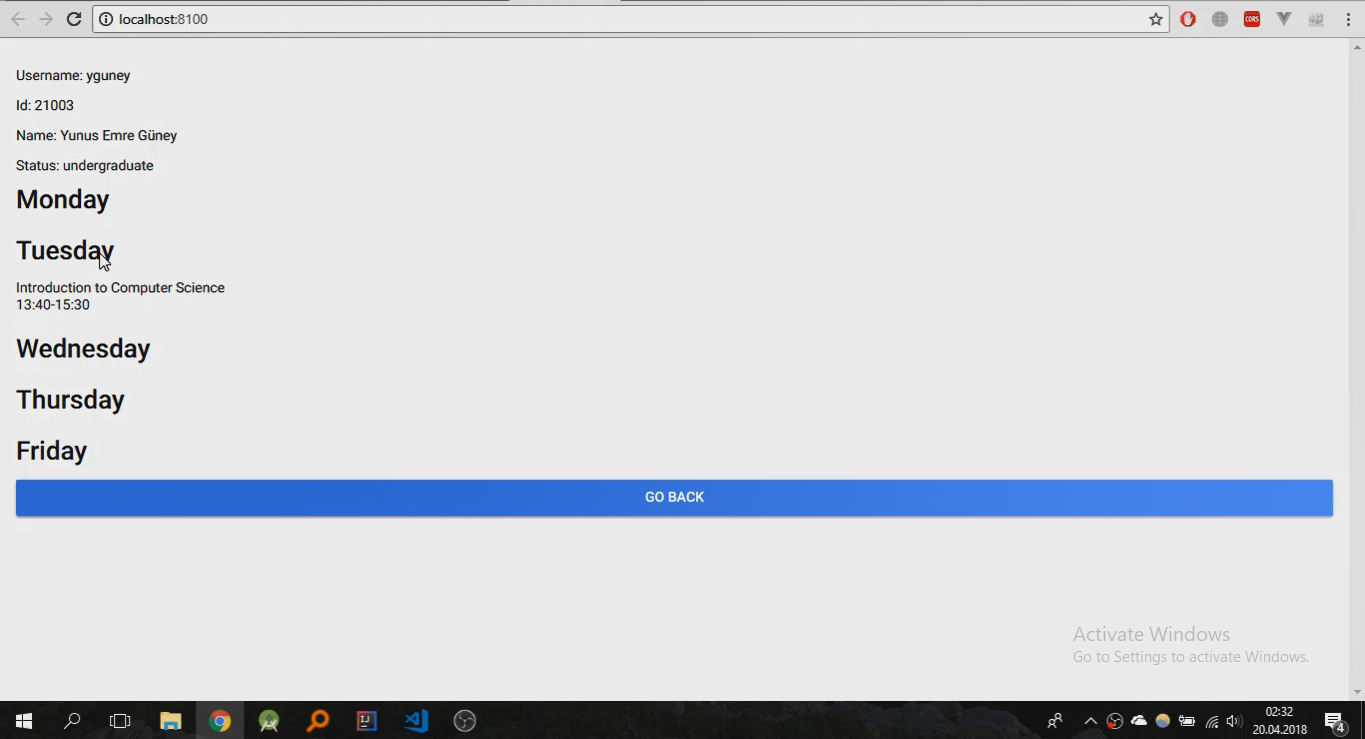 localhost:8100
CORS
Username: yguney
Id: 21003
Name: Yunus Emre Güney
Status: undergraduate
Monday
Tuesday
Introduction to Computer Science
13:40-15:30
Wednesday
Thursday
Friday
GO BACK
Activate Windows
Go to Settings to activate Windows.
IJ
02:32
20.04.2018
4